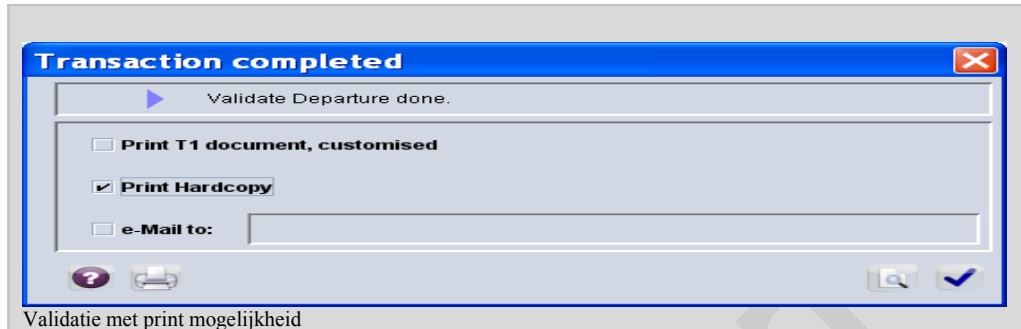 Transaction completed
Validate Departure done.
Print T1 document, customised
Print Hardcopy
e-Mail to:
?
Validatie met print mogelijkheid